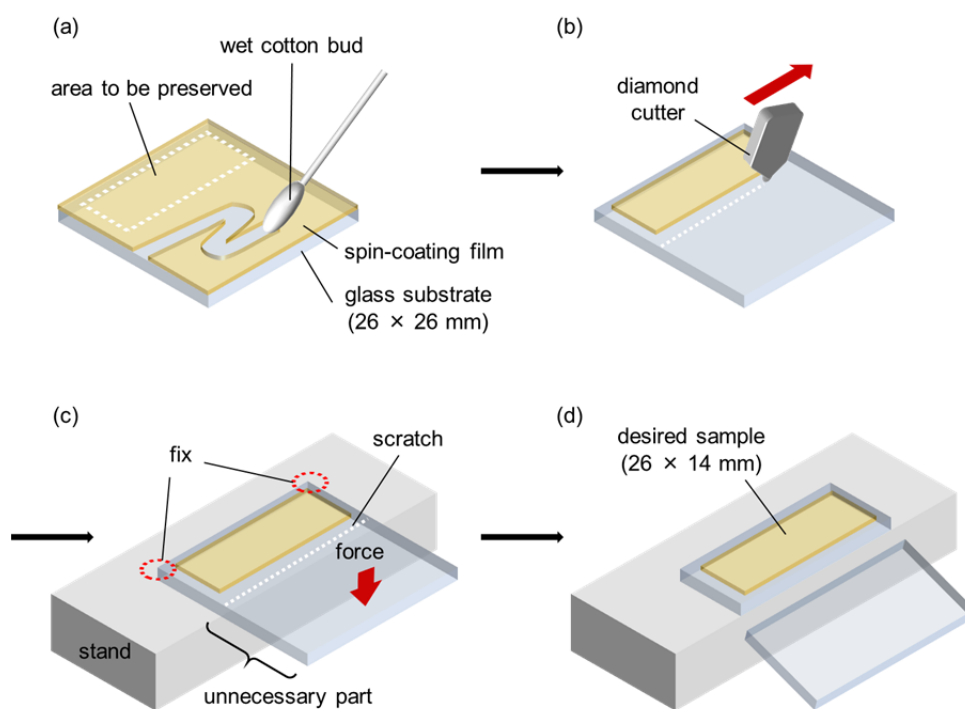 (a)
wet cotton bud
area to be preserved
spin-coating film
glass substrate
(26 × 26 mm)
(b)
diamond
cutter
(c)
fix
scratch
force
stand
unnecessary part
(d)
desired sample
(26 × 14 mm)